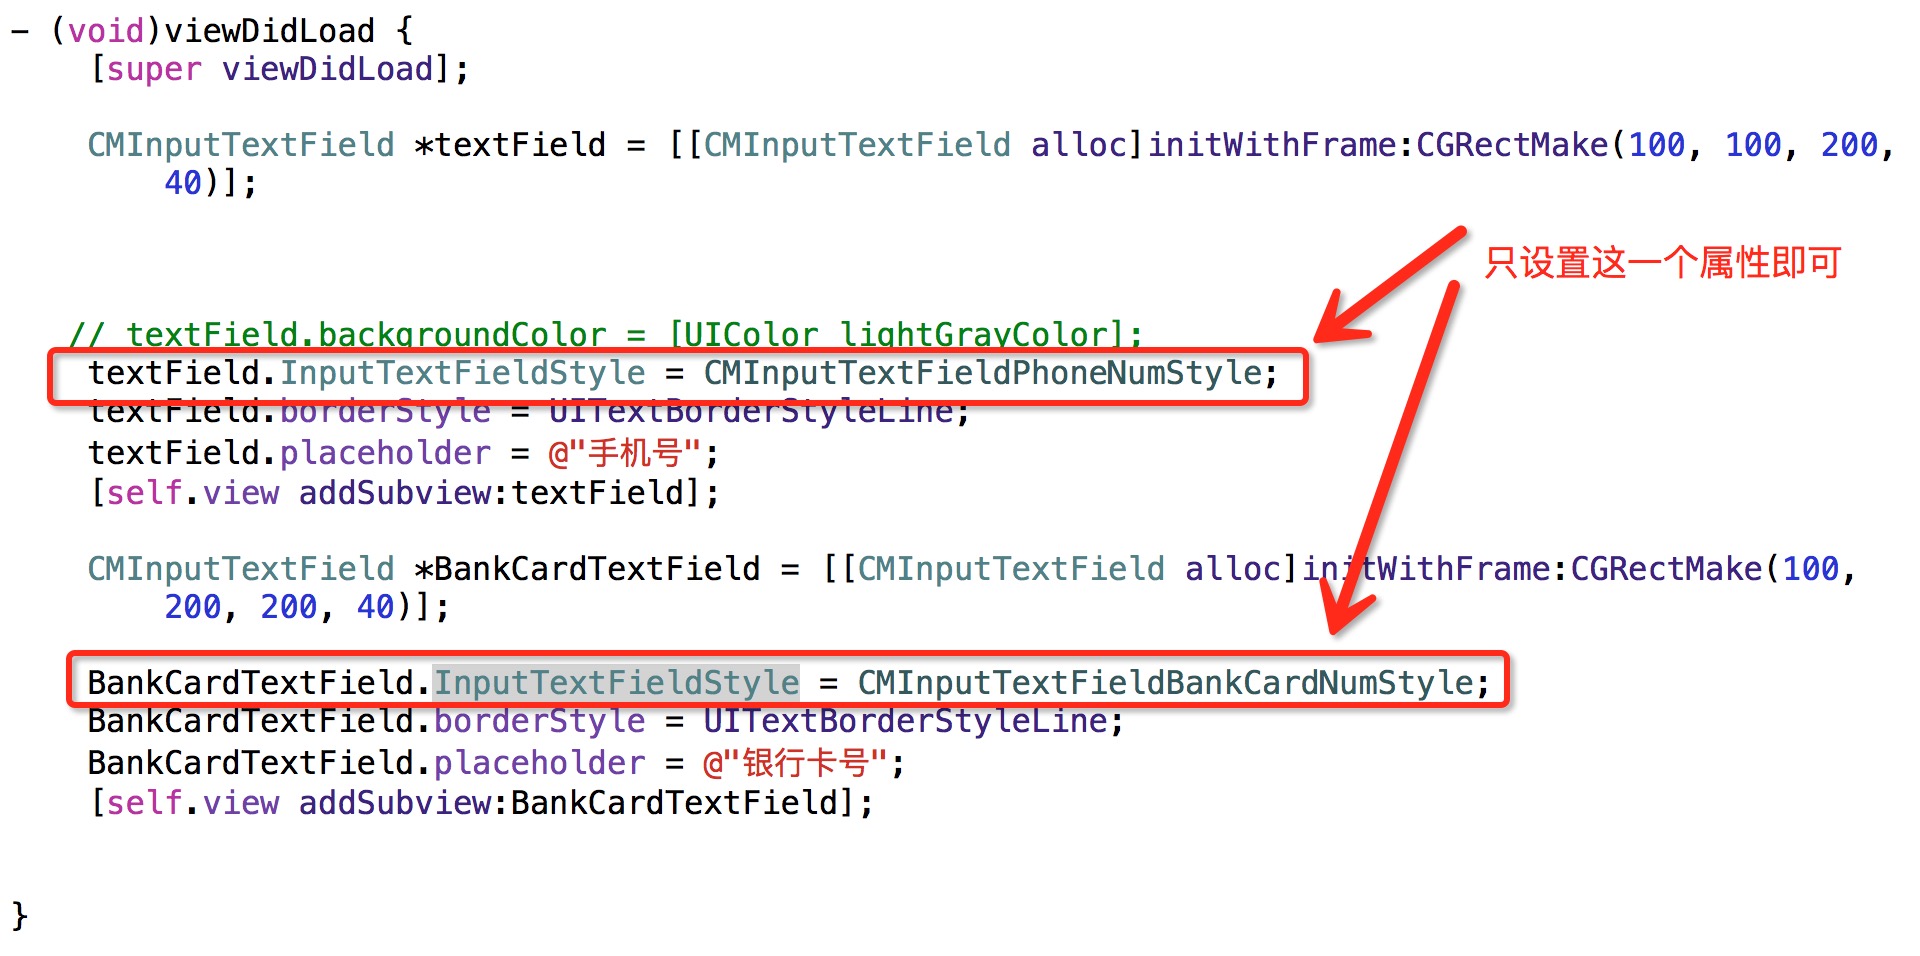 - (void)viewDidLoad {
[super viewDidLoad];
CMInputTextField *textField = [[CMInputTextField alloc]initWithFrame:CGRectMake(100, 100, 200,
40)];
只设置这一个属性即可
// textField.backgroundColor = [UIColor lightGrayColor];
textField.InputTextFieldStyle = CMInputTextFieldPhoneNumStyle;
textField.borderStyle = UITextBorderStyleLine;
textField.placeholder = @"手机号";
[self.view addSubview:textField];
CMInputTextField *BankCardTextField = [[CMInputTextField alloc]initWithFrame:CGRectMake(100,
200, 200, 40)];
BankCardTextField.InputTextFieldStyle = CMInputTextFieldBankCardNumStyle;
BankCardTextField.borderStyle = UITextBorderStyleLine;
BankCardTextField.placeholder = @"银行卡号";
[self.view addSubview:BankCardTextField];
}